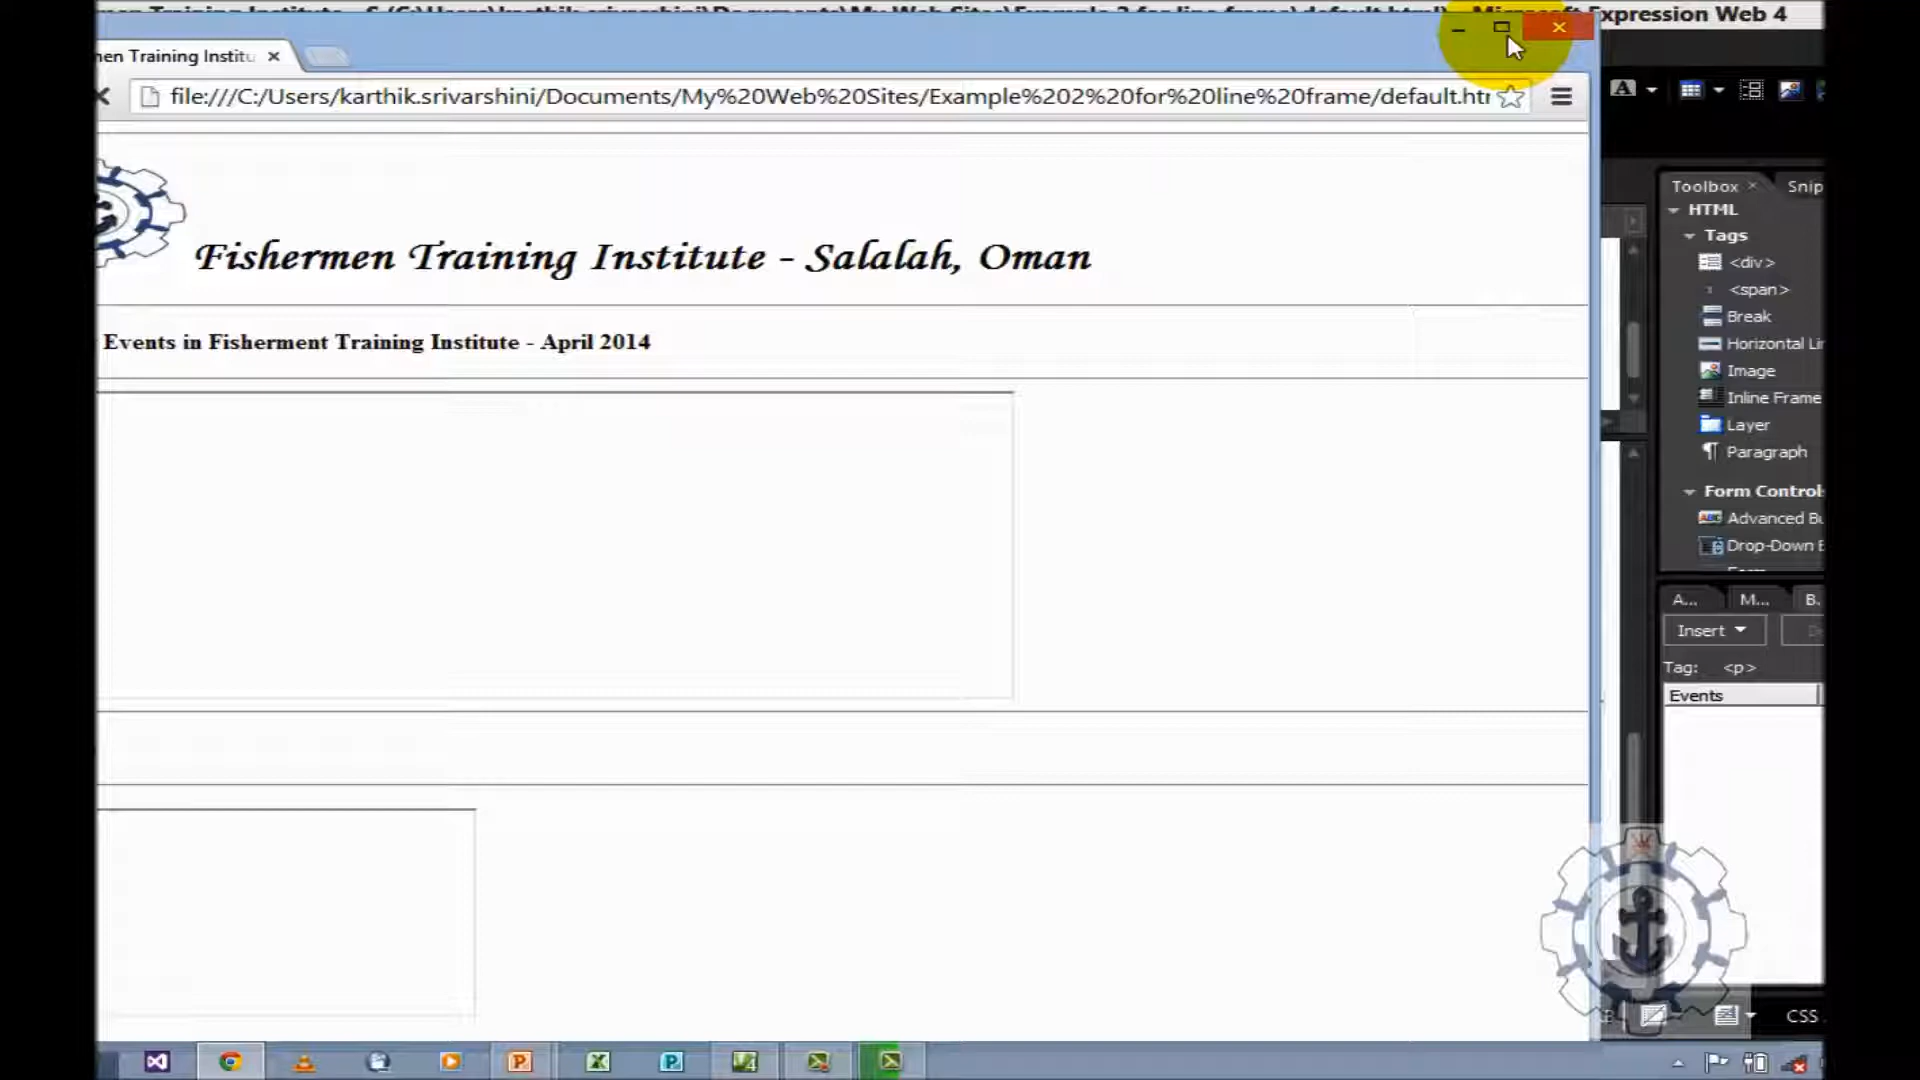 Expression Web 4
nen Training Institu
file:///C:/Users/karthik.srivarshini/Documents/My%20Web%20Sites/Example%202%20for%20line%20frame/default.htr
Fishermen Training Institute - Salalah, Oman
Events in Fisherment Training Institute - April 2014
Toolbox
Snip
HTML
Tags
<div>
<span>
Break
Horizontal Li
Image
Inline Frame
Layer
Paragraph
Form Control
Advanced Bu
Drop-Down B
A...
M...
B.
Insert
Tag: <p>
Events
CSS